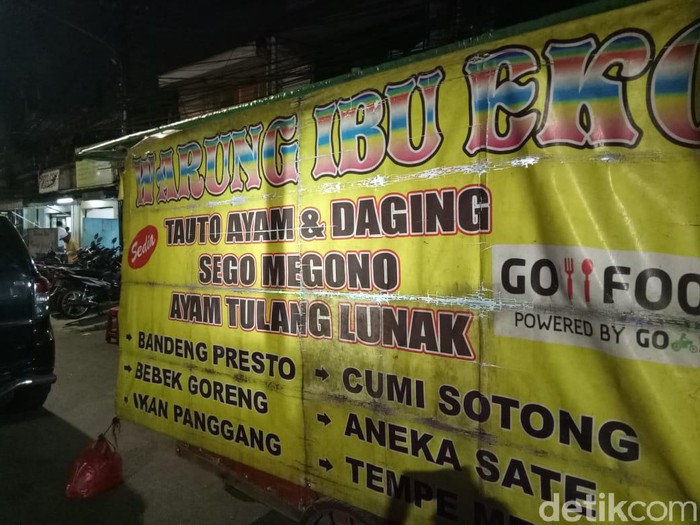 WARUNG IBU EKO
Sedia
TAUTO AYAM & DAGING
SEGO MEGONO
AYAM TULANG LUNAK
GO FOO
POWERED BY GO
BANDENG PRESTO
BEBEK GORENG
IKAN PANGGANG
CUMI SOTONG
ANEKA SATE
TEMPE
detikcom